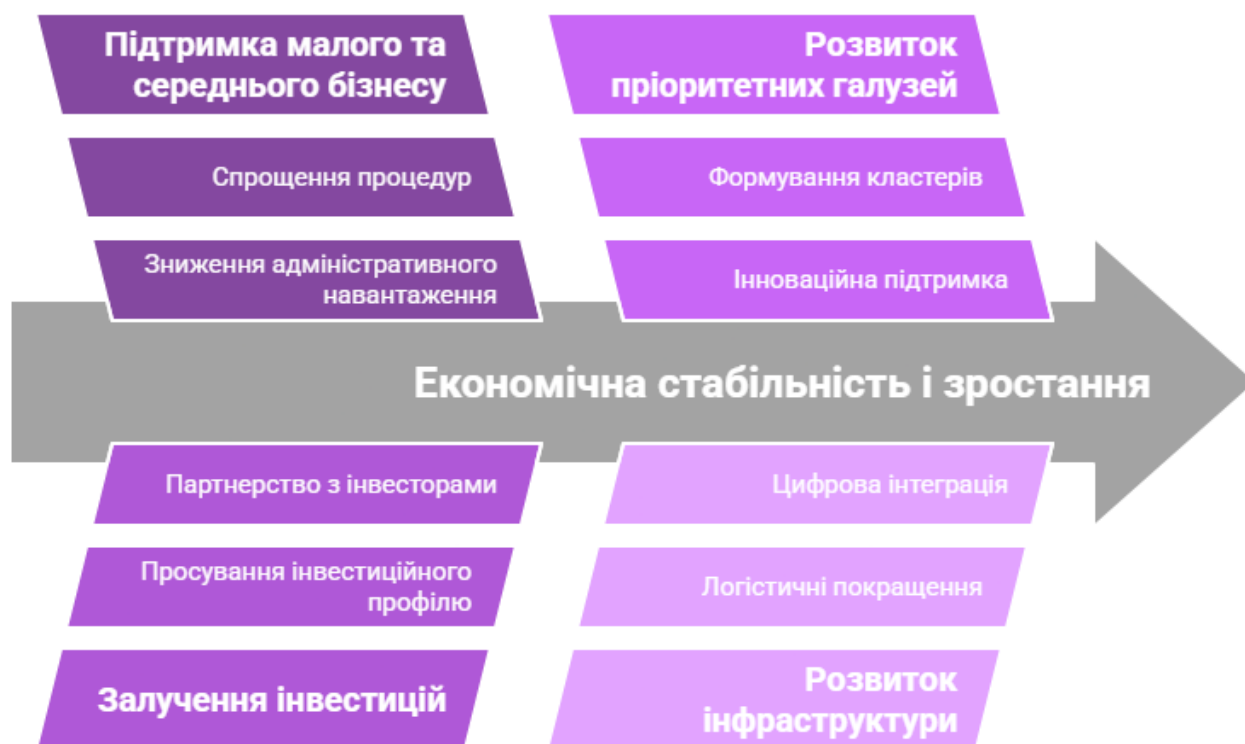 Підтримка малого та
середнього бізнесу
Спрощення процедур
Зниження адміністративного
навантаження
Розвиток
пріоритетних галузей
Формування кластерів
Інноваційна підтримка
Економічна стабільність і зростання
Партнерство з інвесторами
Просування інвестиційного
профілю
Залучення інвестицій
Цифрова інтеграція
Логістичні покращення
Розвиток
інфраструктури